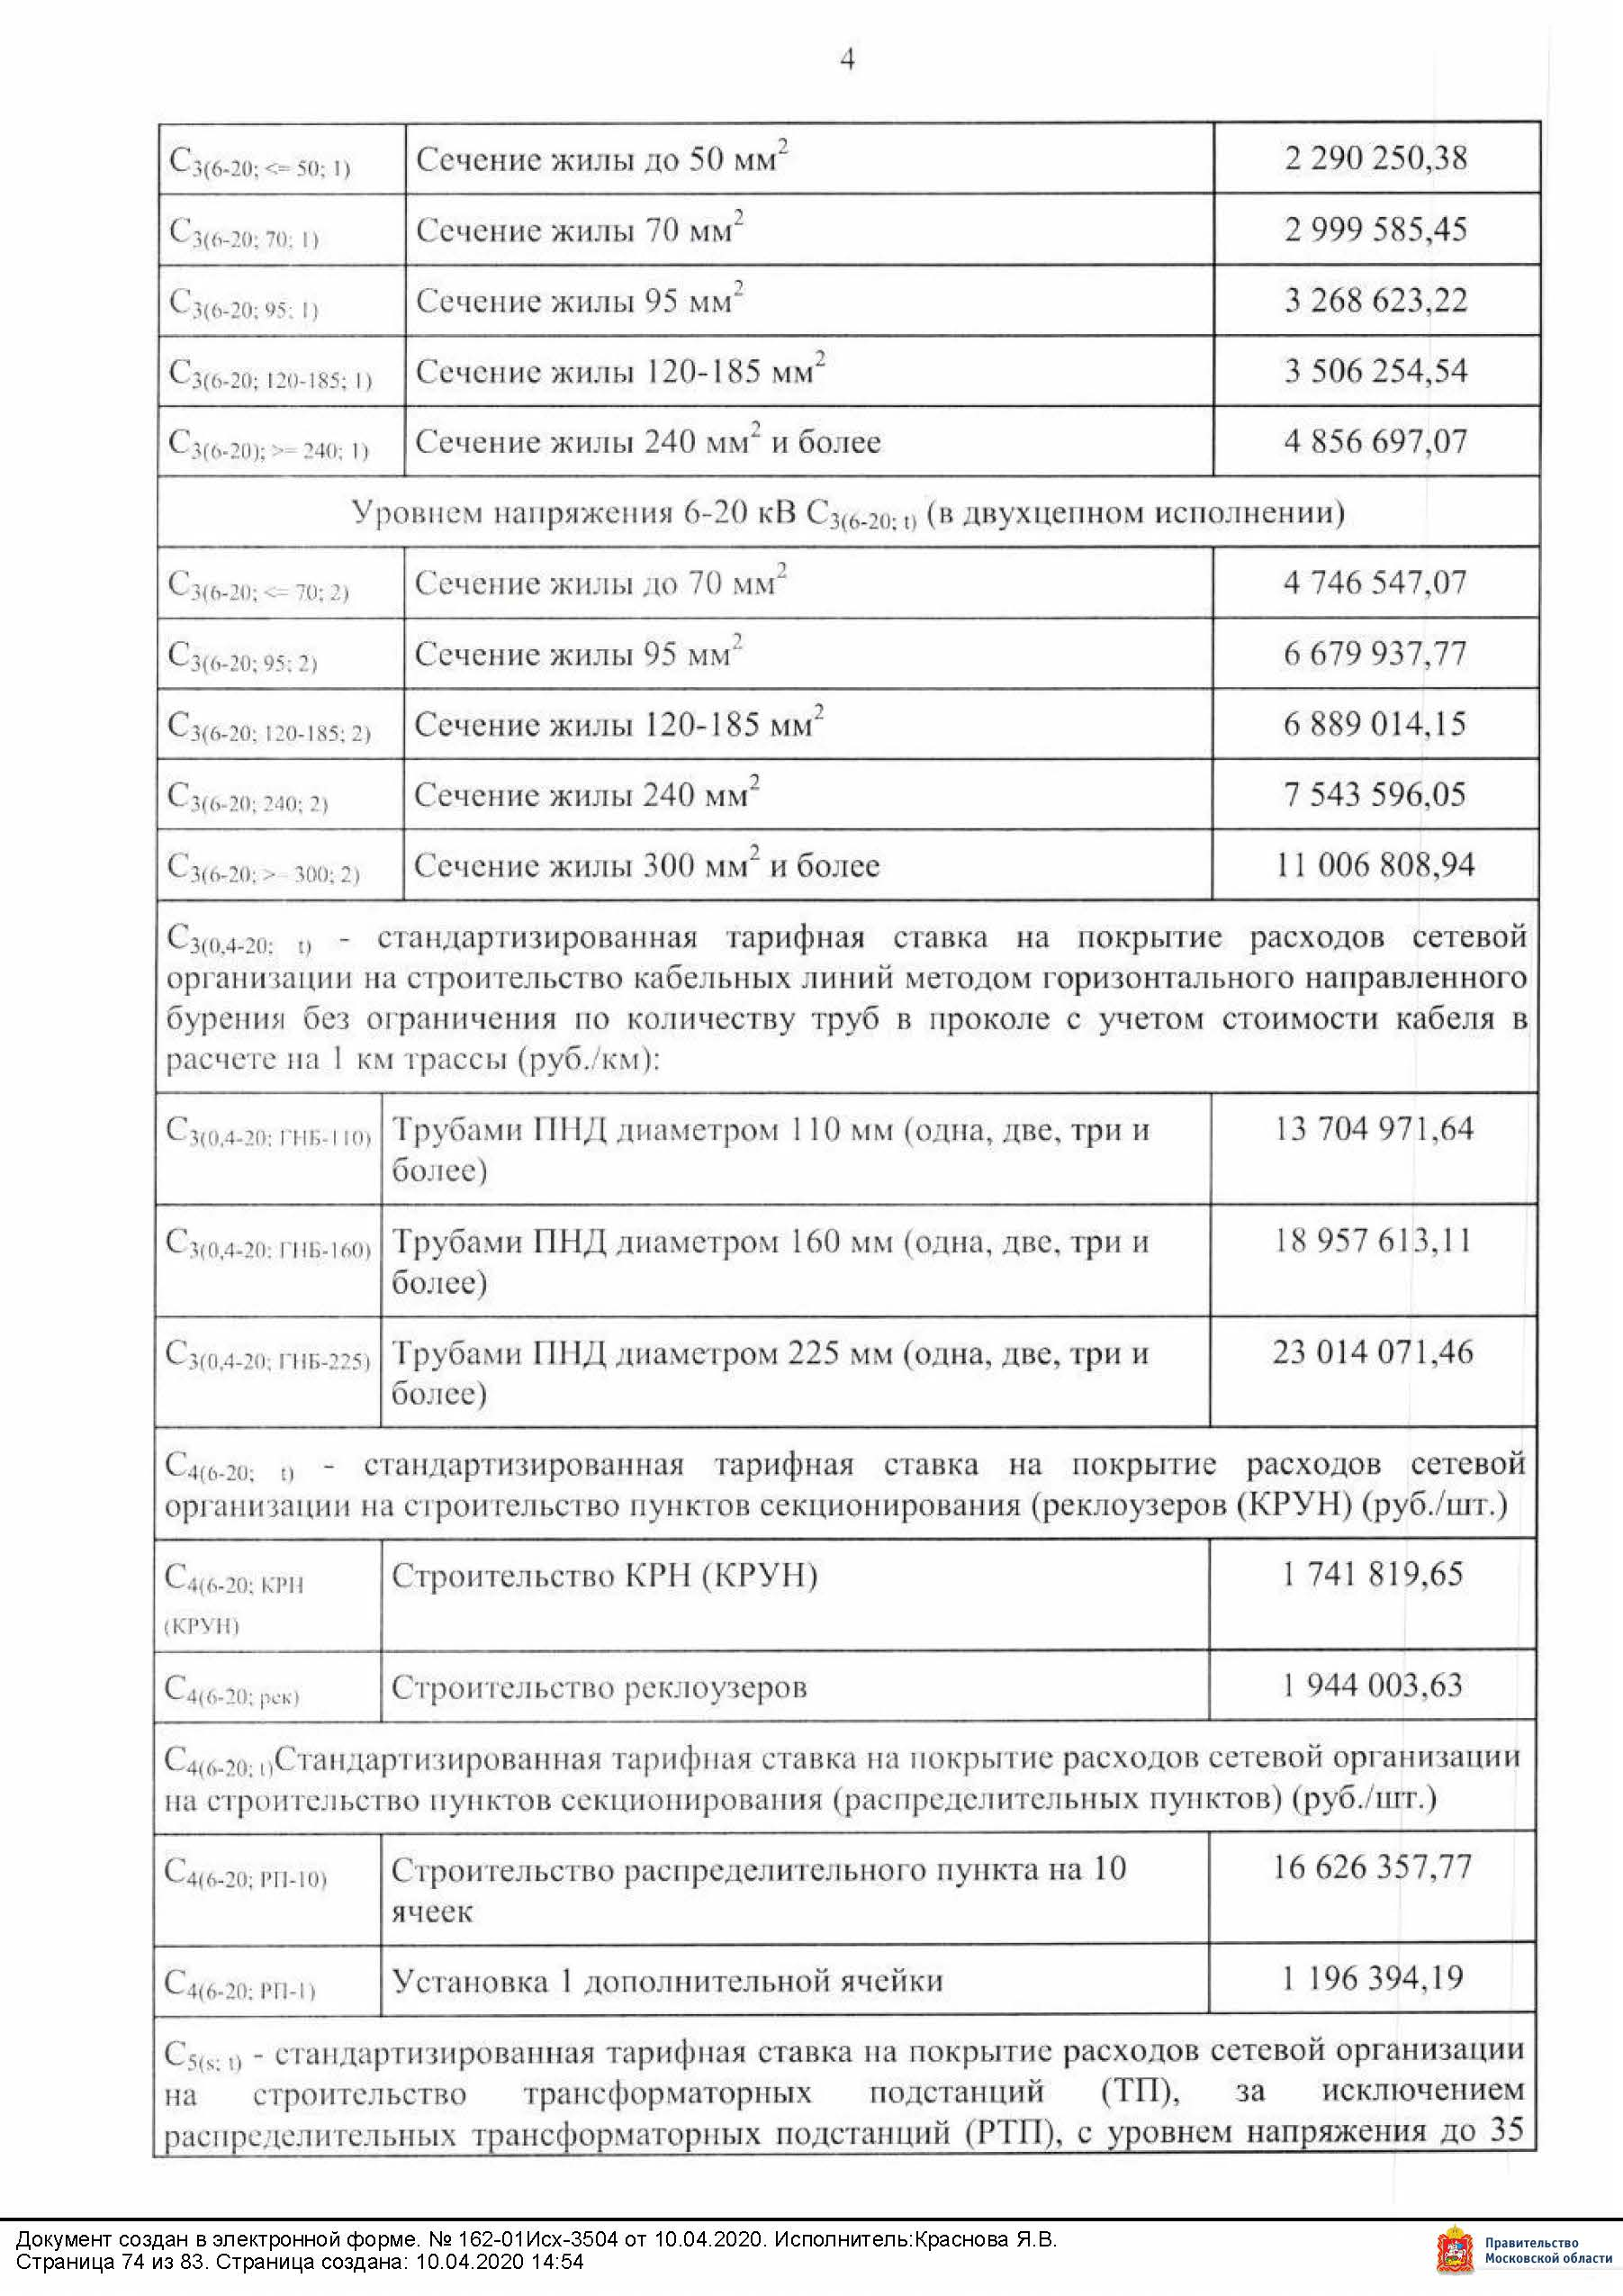 4
С3(6-20; <= 50; 1) Сечение жилы до 50 мм2 2 290 250,38
С3(6-20; 70; 1) Сечение жилы 70 мм2 2 999 585,45
С3(6-20; 95; 1) Сечение жилы 95 мм2 3 268 623,22
С3(6-20; 120-185; 1) Сечение жилы 120-185 мм2 3 506 254,54
С3(6-20); >= 240; 1) Сечение жилы 240 мм2 и более 4 856 697,07
Уровнем напряжения 6-20 кВ С3(6-20; t) (в двухцепном исполнении)
С3(6-20; <= 70; 2) Сечение жилы до 70 мм2 4 746 547,07
С3(6-20; 95; 2) Сечение жилы 95 мм2 6 679 937,77
С3(6-20; 120-185; 2) Сечение жилы 120-185 мм2 6 889 014,15
С3(6-20; 240; 2) Сечение жилы 240 мм2 7 543 596,05
С3(6-20; >= 300; 2) Сечение жилы 300 мм2 и более 11 006 808,94
С3(0,4-20; t) - стандартизированная тарифная ставка на покрытие расходов сетевой
организации на строительство кабельных линий методом горизонтального направленного
бурения без ограничения по количеству труб в проколе с учетом стоимости кабеля в
расчете на 1 км трассы (руб./км):
С3(0,4-20; ГНБ-110) Трубами ПНД диаметром 110 мм (одна, две, три и 13 704 971,64
более)
С3(0,4-20; ГНБ-160) Трубами ПНД диаметром 160 мм (одна, две, три и 18 957 613,11
более)
С3(0,4-20; ГНБ-225) Трубами ПНД диаметром 225 мм (одна, две, три и 23 014 071,46
более)
С4(6-20; t) - стандартизированная тарифная ставка на покрытие расходов сетевой
организации на строительство пунктов секционирования (реклоузеров (КРУН) (руб./шт.)
С4(6-20; КРН Строительство КРН (КРУН) 1 741 819,65
(КРУН)
С4(6-20; рек) Строительство реклоузеров 1 944 003,63
С4(6-20; t)Стандартизированная тарифная ставка на покрытие расходов сетевой организации
на строительство пунктов секционирования (распределительных пунктов) (руб./шт.)
С4(6-20; РП-10) Строительство распределительного пункта на 10 16 626 357,77
ячеек
С4(6-20; РП-1) Установка 1 дополнительной ячейки 1 196 394,19
С5(s; t) - стандартизированная тарифная ставка на покрытие расходов сетевой организации
на строительство трансформаторных подстанций (ТП), за исключением
распределительных трансформаторных подстанций (РТП), с уровнем напряжения до 35
Документ создан в электронной форме. № 162-01Исх-3504 от 10.04.2020. Исполнитель:Краснова Я.В.
Страница 74 из 83. Страница создана: 10.04.2020 14:54
Правительство
Московской области